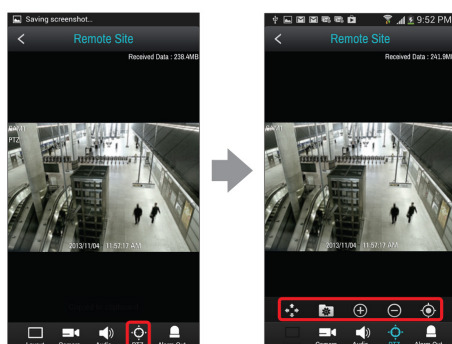 Saving screenshot...
Remote Site
Received Data : 238.4MB
CAM1
PTZ
2013/11/04 11:57:17 AM
Layout Camera Audio PTZ Alarm Out
9:52 PM
Remote Site
Received Data : 241.9MB
2013/11/04 11:57:17 AM
Camera Audio PTZ Alarm Out